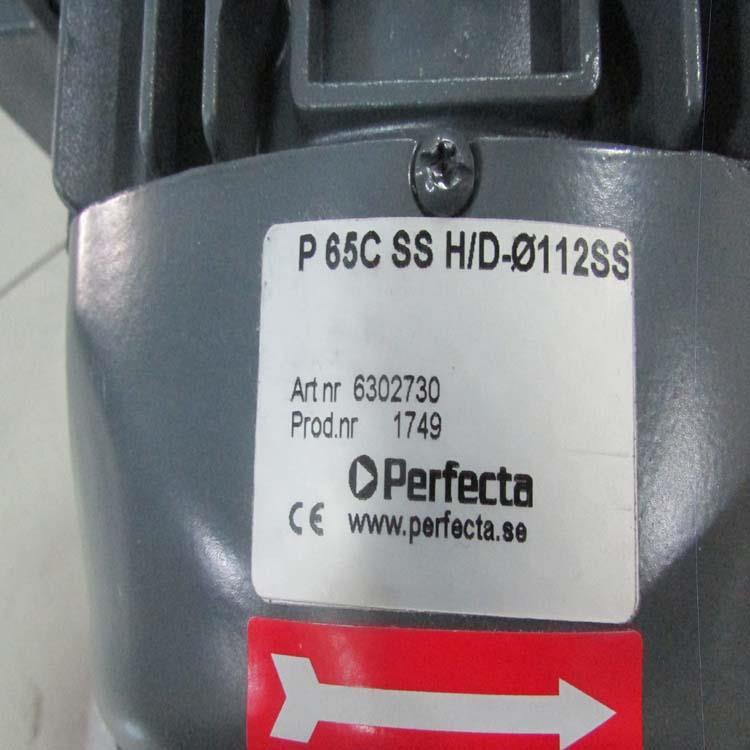 P 65C SS H/D-Ø112SS
Art nr 6302730
Prod.nr 1749
Perfecta
CE www.perfecta.se